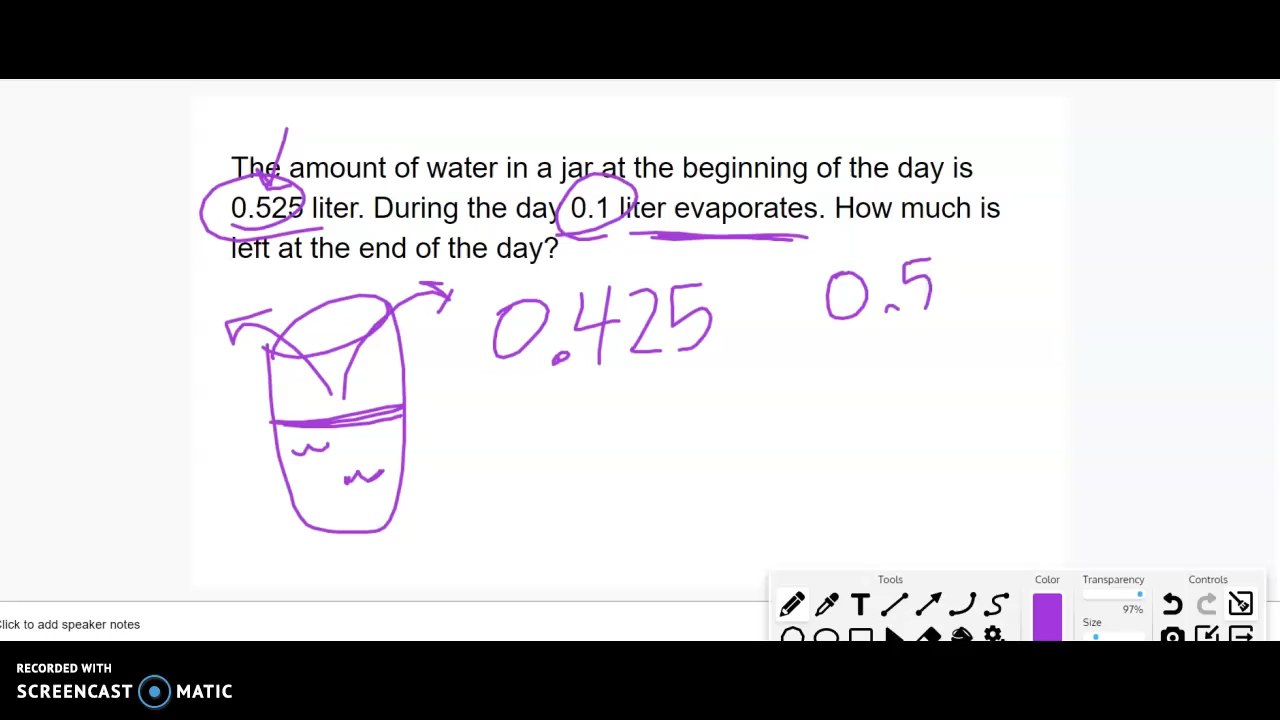 The amount of water in a jar at the beginning of the day is
0.525 liter. During the day 0.1 liter evaporates. How much is
left at the end of the day?
0.425 0.5
Tools Color Transparency Controls
T 97%
Size
Click to add speaker notes
RECORDED WITH
SCREENCAST MATIC